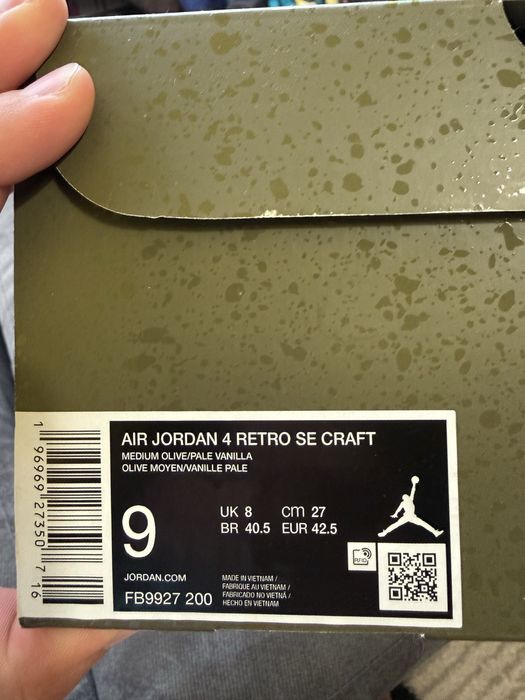 AIR JORDAN 4 RETRO SE CRAFT
MEDIUM OLIVE/PALE VANILLA
OLIVE MOYEN/VANILLE PALE
9
UK 8 cm 27
BR 40.5 EUR 42.5
RFID
JORDAN.COM
FB9927 200
MADE IN VIETNAM /
FABRIQUE AU VIETNAM /
FABRICADO NO VIETNÃ /
HECHO EN VIETNAM
1 96969 27350 7 16